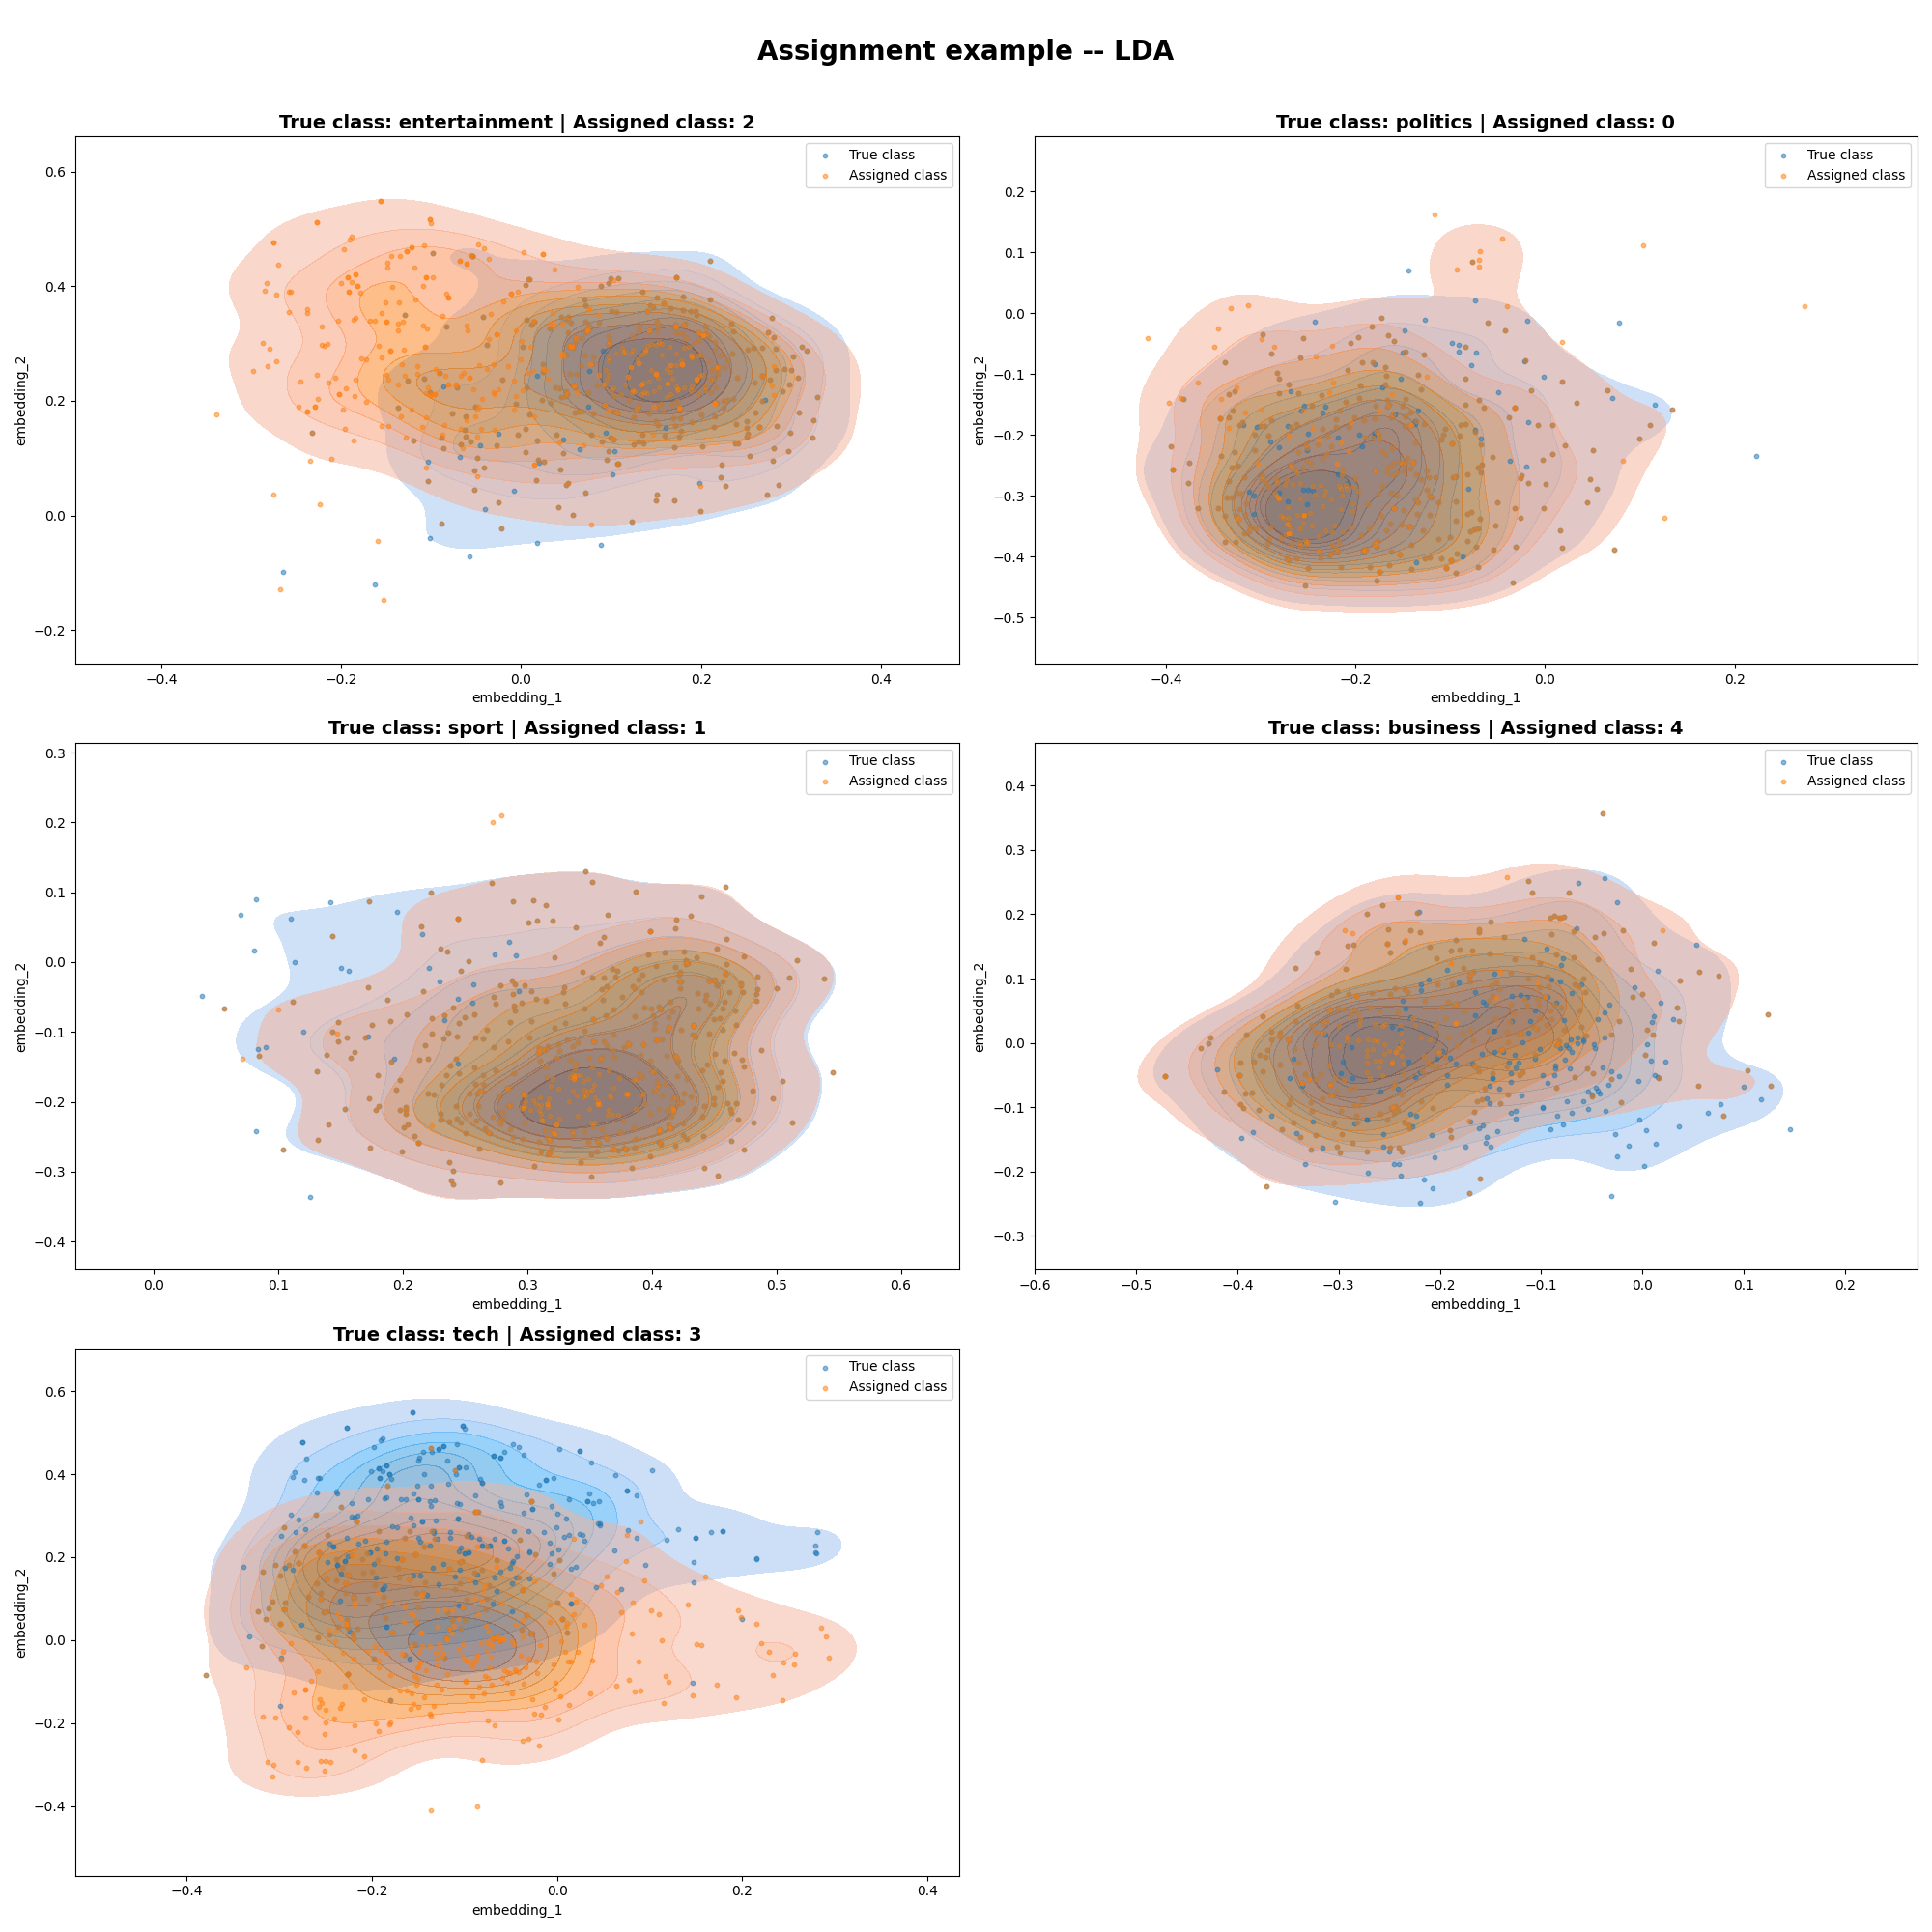 Assignment example -- LDA
True class: entertainment | Assigned class: 2
True class
Assigned class
0.6
0.4
0.2
0.0
−0.2
embedding_2
−0.4
−0.2
0.0
0.2
0.4
embedding_1
True class: politics | Assigned class: 0
True class
Assigned class
0.2
0.1
0.0
−0.1
−0.2
−0.3
−0.4
−0.5
embedding_2
−0.4
−0.2
0.0
0.2
embedding_1
True class: sport | Assigned class: 1
True class
Assigned class
0.3
0.2
0.1
0.0
−0.1
−0.2
−0.3
−0.4
embedding_2
0.0
0.1
0.2
0.3
0.4
0.5
0.6
embedding_1
True class: business | Assigned class: 4
True class
Assigned class
0.4
0.3
0.2
0.1
0.0
−0.1
−0.2
−0.3
embedding_2
−0.6
−0.5
−0.4
−0.3
−0.2
−0.1
0.0
0.1
0.2
embedding_1
True class: tech | Assigned class: 3
True class
Assigned class
0.6
0.4
0.2
0.0
−0.2
−0.4
embedding_2
−0.4
−0.2
0.0
0.2
0.4
embedding_1